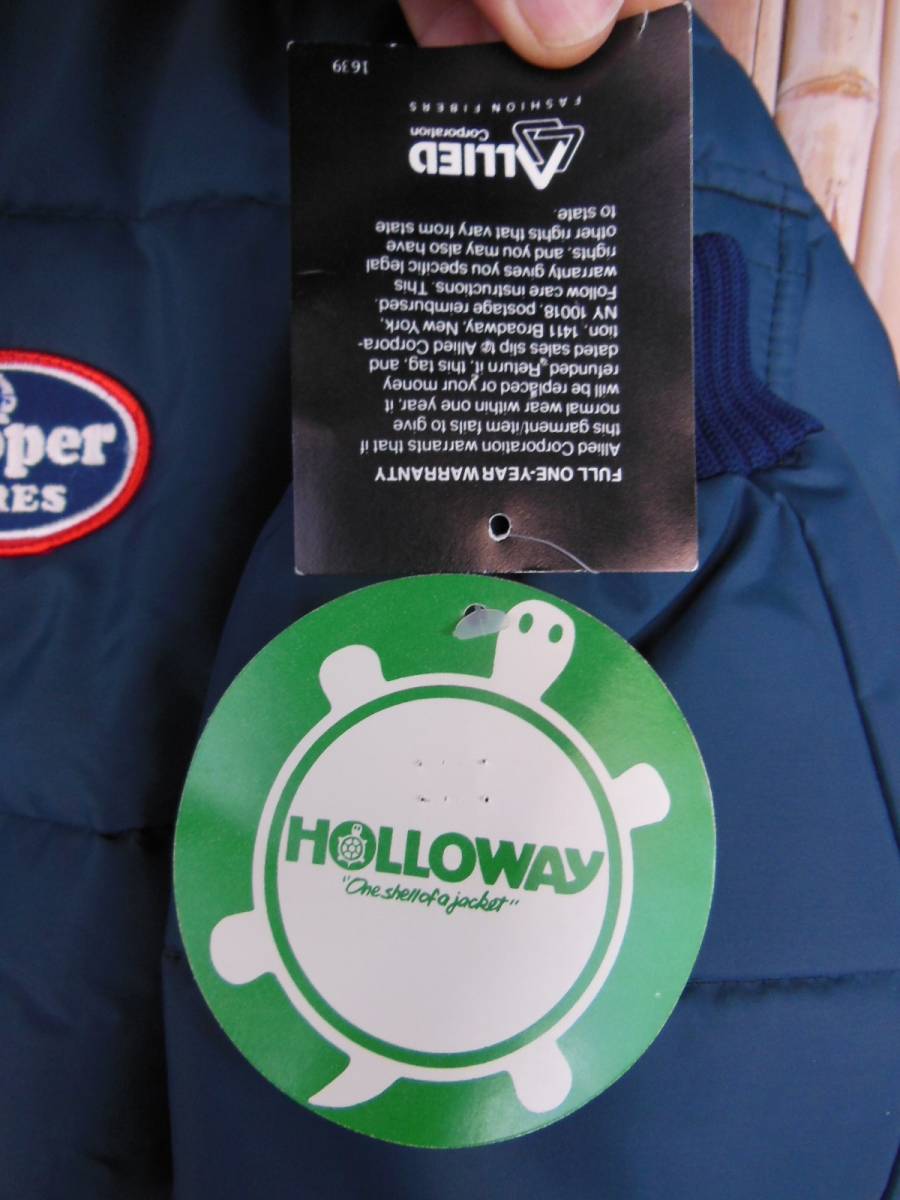 FULL ONE-YEAR WARRANTY
Allied Corporation warrants that if
this garment/item fails to give
normal wear within one year, it
will be replaced or your money
refunded. Return it, this tag, and
dated sales slip to Allied Corpora-
tion, 1411 Broadway, New York,
NY 10018. postage reimbursed.
Follow care instructions. This
warranty gives you specific legal
rights, and you may also have
other rights that vary from state
to state.
ALLIED
Corporation
FASHION FIBERS
1639
pper
RES
HOLLOWAY
"One shell of a jacket"